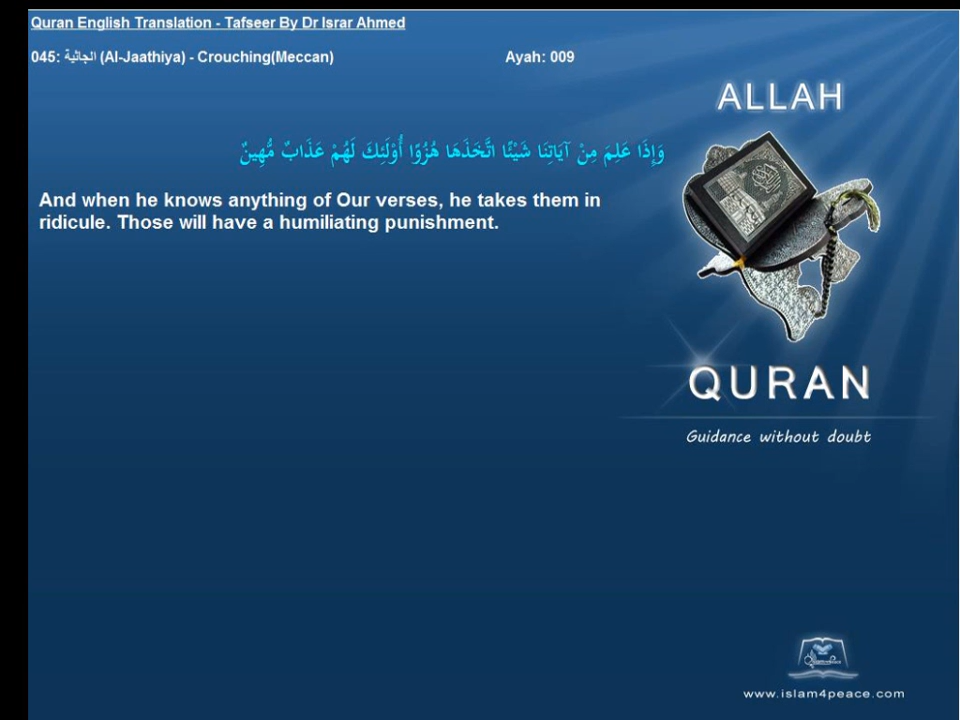 Quran English Translation - Tafseer By Dr Israr Ahmed
045: الجاثية (Al-Jaathiya) - Crouching(Meccan) Ayah: 009
ALLAH
وَإِذَا عَلِمَ مِنْ آيَاتِنَا شَيْئًا اتَّخَذَهَا هُزُوًا أُوْلَئِكَ لَهُمْ عَذَابٌ مُّهِينٌ
And when he knows anything of Our verses, he takes them in
ridicule. Those will have a humiliating punishment.
QURAN
Guidance without doubt
www.islam4peace.com